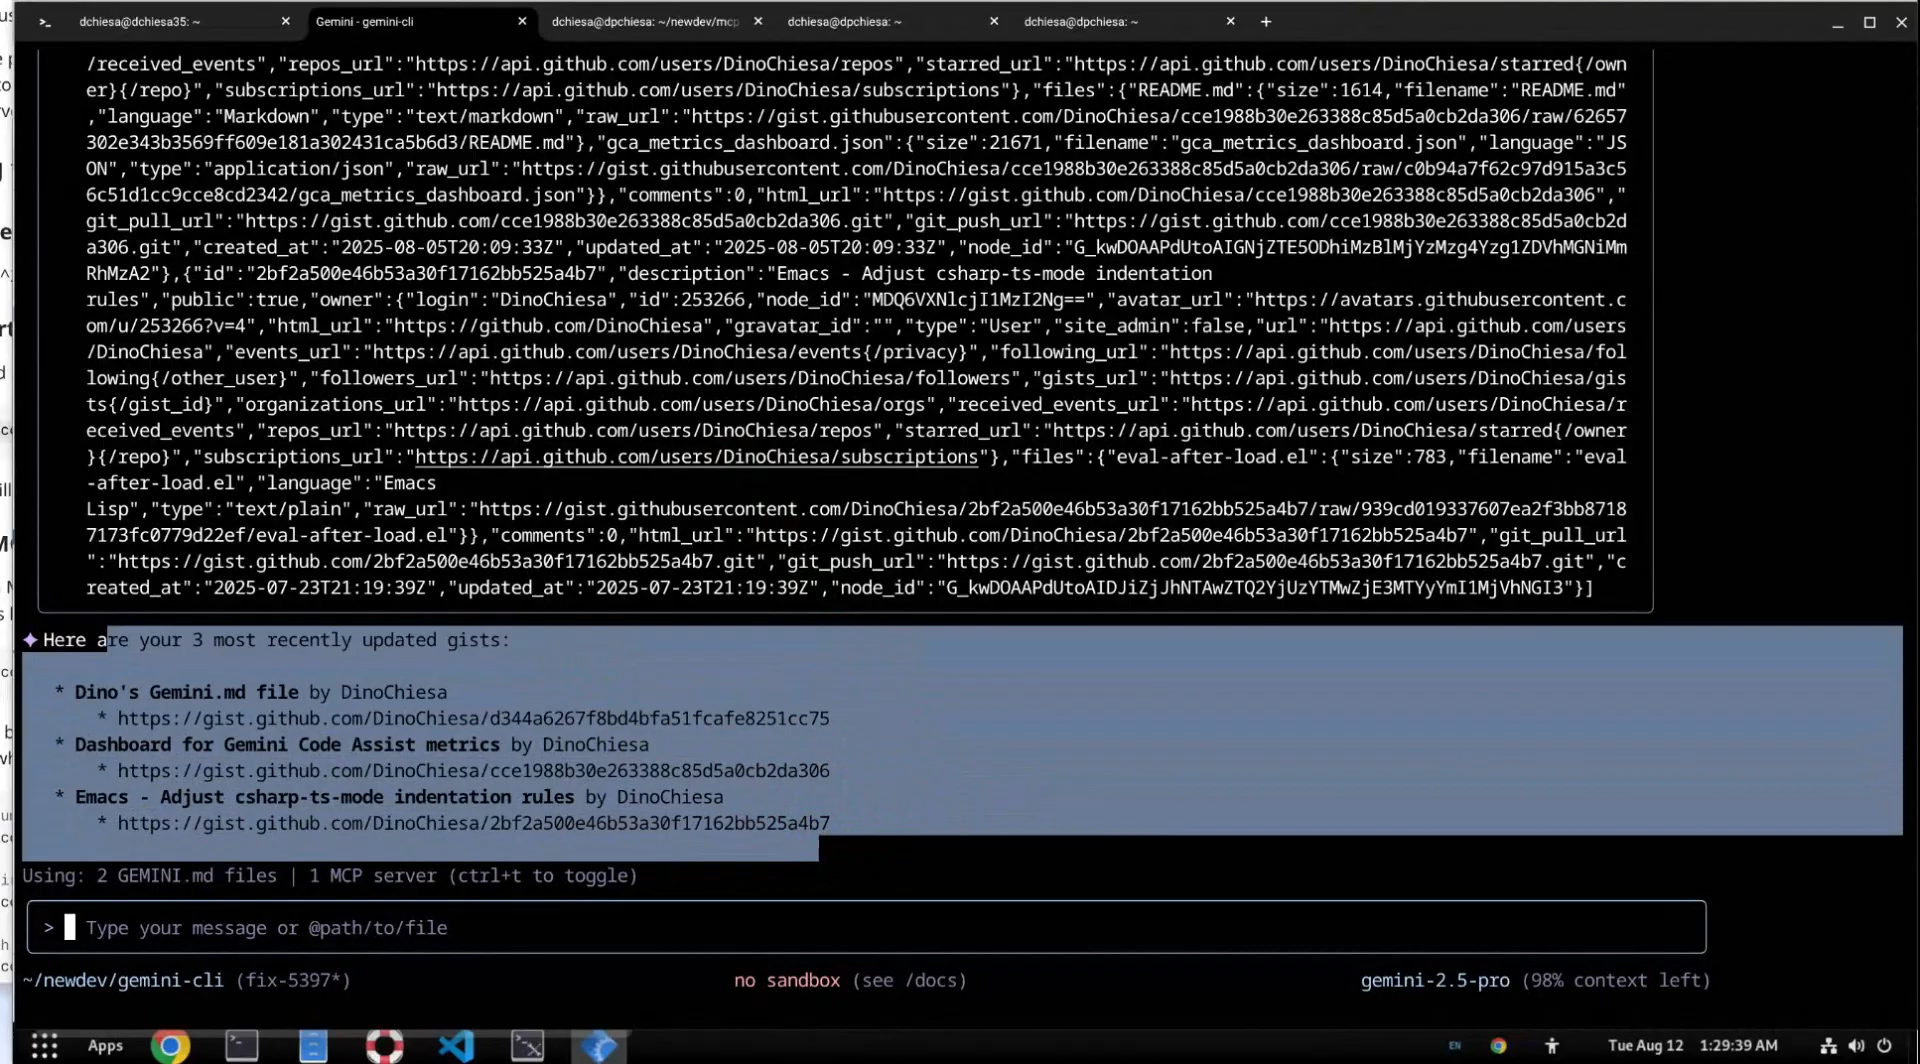 dchiesa@dchiesa35: ~
Gemini - gemini-cli
dchiesa@dpchiesa: ~/newdev/mcp
dchiesa@dpchiesa: ~
dchiesa@dpchiesa: ~
/received_events","repos_url":"https://api.github.com/users/DinoChiesa/repos","starred_url":"https://api.github.com/users/DinoChiesa/starred{/own
er}{/repo}","subscriptions_url":"https://api.github.com/users/DinoChiesa/subscriptions"},"files":{"README.md":{"size":1614,"filename":"README.md"
,"language":"Markdown","type":"text/markdown","raw_url":"https://gist.githubusercontent.com/DinoChiesa/cce1988b30e263388c85d5a0cb2da306/raw/62657
302e343b3569ff609e181a302431ca5b6d3/README.md"},"gca_metrics_dashboard.json":{"size":21671,"filename":"gca_metrics_dashboard.json","language":"JS
ON","type":"application/json","raw_url":"https://gist.githubusercontent.com/DinoChiesa/cce1988b30e263388c85d5a0cb2da306/raw/c0b94a7f62c97d915a3c5
6c51d1cc9cce8cd2342/gca_metrics_dashboard.json"}},"comments":0,"html_url":"https://gist.github.com/DinoChiesa/cce1988b30e263388c85d5a0cb2da306","
git_pull_url":"https://gist.github.com/cce1988b30e263388c85d5a0cb2da306.git","git_push_url":"https://gist.github.com/cce1988b30e263388c85d5a0cb2d
a306.git","created_at":"2025-08-05T20:09:33Z","updated_at":"2025-08-05T20:09:33Z","node_id":"G_kwDOAAPdUtoAIGNjZTE5ODhiMzBlMjYzMzg4Yzg1ZDVhMGNiMm
RhMzA2"},{"id":"2bf2a500e46b53a30f17162bb525a4b7","description":"Emacs - Adjust csharp-ts-mode indentation
rules","public":true,"owner":{"login":"DinoChiesa","id":253266,"node_id":"MDQ6VXNlcjI1MzI2Ng==","avatar_url":"https://avatars.githubusercontent.c
om/u/253266?v=4","html_url":"https://github.com/DinoChiesa","gravatar_id":"","type":"User","site_admin":false,"url":"https://api.github.com/users
/DinoChiesa","events_url":"https://api.github.com/users/DinoChiesa/events{/privacy}","following_url":"https://api.github.com/users/DinoChiesa/fol
lowing{/other_user}","followers_url":"https://api.github.com/users/DinoChiesa/followers","gists_url":"https://api.github.com/users/DinoChiesa/gis
ts{/gist_id}","organizations_url":"https://api.github.com/users/DinoChiesa/orgs","received_events_url":"https://api.github.com/users/DinoChiesa/r
eceived_events","repos_url":"https://api.github.com/users/DinoChiesa/repos","starred_url":"https://api.github.com/users/DinoChiesa/starred{/owner
}{/repo}","subscriptions_url":"https://api.github.com/users/DinoChiesa/subscriptions"},"files":{"eval-after-load.el":{"size":783,"filename":"eval
-after-load.el","language":"Emacs
Lisp","type":"text/plain","raw_url":"https://gist.githubusercontent.com/DinoChiesa/2bf2a500e46b53a30f17162bb525a4b7/raw/939cd019337607ea2f3bb8718
7173fc0779d22ef/eval-after-load.el"}},"comments":0,"html_url":"https://gist.github.com/DinoChiesa/2bf2a500e46b53a30f17162bb525a4b7","git_pull_url
":"https://gist.github.com/2bf2a500e46b53a30f17162bb525a4b7.git","git_push_url":"https://gist.github.com/2bf2a500e46b53a30f17162bb525a4b7.git","c
reated_at":"2025-07-23T21:19:39Z","updated_at":"2025-07-23T21:19:39Z","node_id":"G_kwDOAAPdUtoAIDJiZjJhNTAwZTQ2YjUzYTMwZjE3MTYyYmI1MjVhNGI3"}]
✦ Here are your 3 most recently updated gists:
* Dino's Gemini.md file by DinoChiesa
* https://gist.github.com/DinoChiesa/d344a6267f8bd4bfa51fcafe8251cc75
* Dashboard for Gemini Code Assist metrics by DinoChiesa
* https://gist.github.com/DinoChiesa/cce1988b30e263388c85d5a0cb2da306
* Emacs - Adjust csharp-ts-mode indentation rules by DinoChiesa
* https://gist.github.com/DinoChiesa/2bf2a500e46b53a30f17162bb525a4b7
Using: 2 GEMINI.md files | 1 MCP server (ctrl+t to toggle)
> Type your message or @path/to/file
~/newdev/gemini-cli (fix-5397*) no sandbox (see /docs) gemini-2.5-pro (98% context left)
Apps EN Tue Aug 12 1:29:39 AM